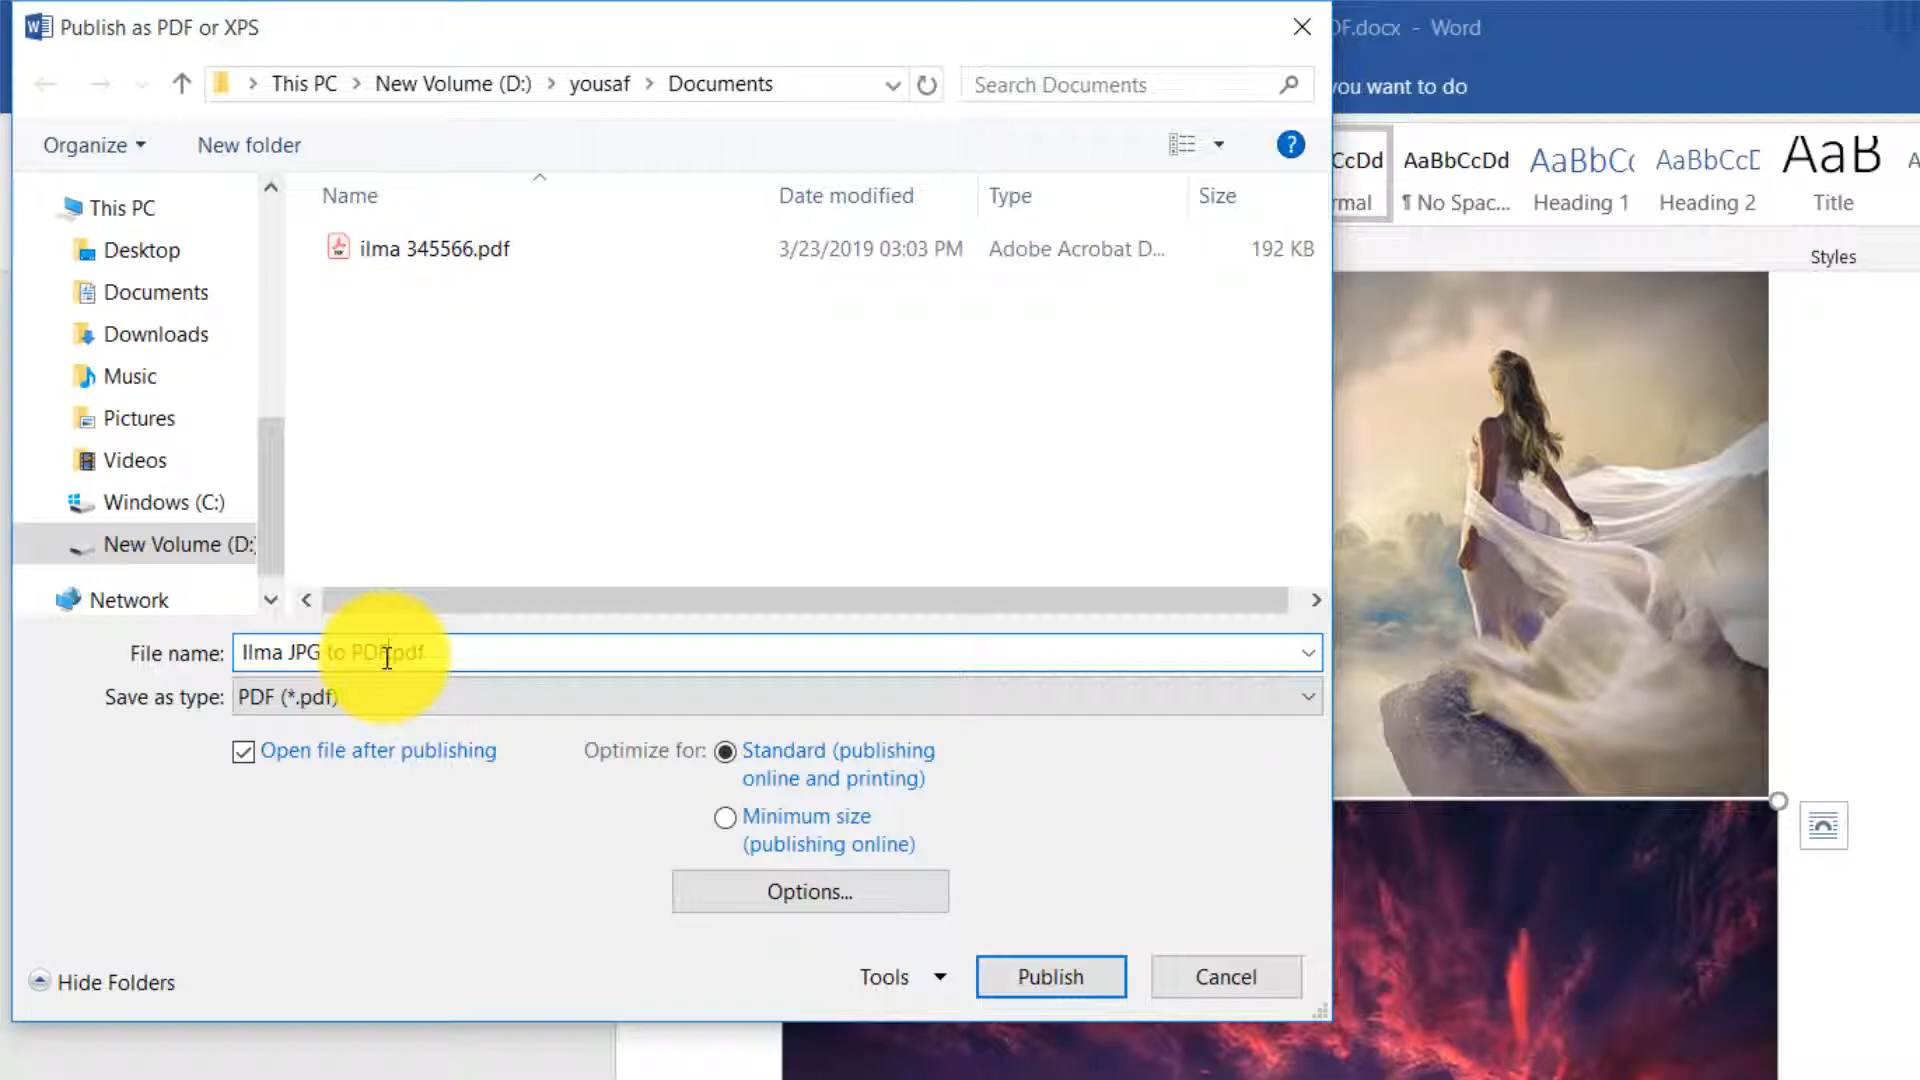 Publish as PDF or XPS
DF.docx - Word
This PC > New Volume (D:) > yousaf > Documents
Search Documents
you want to do
Organize
New folder
Name
Date modified
Type
Size
ilma 345566.pdf
3/23/2019 03:03 PM
Adobe Acrobat D...
192 KB
This PC
Desktop
Documents
Downloads
Music
Pictures
Videos
Windows (C:)
New Volume (D:)
Network
CcDd
AaBbCcDd
AaBbC
AaBbCc
AaB
rmal
¶ No Spac...
Heading 1
Heading 2
Title
Styles
File name: Ilma JPG to PDF.pdf
Save as type: PDF (*.pdf)
Open file after publishing
Optimize for:
Standard (publishing
online and printing)
Minimum size
(publishing online)
Options...
Hide Folders
Tools
Publish
Cancel